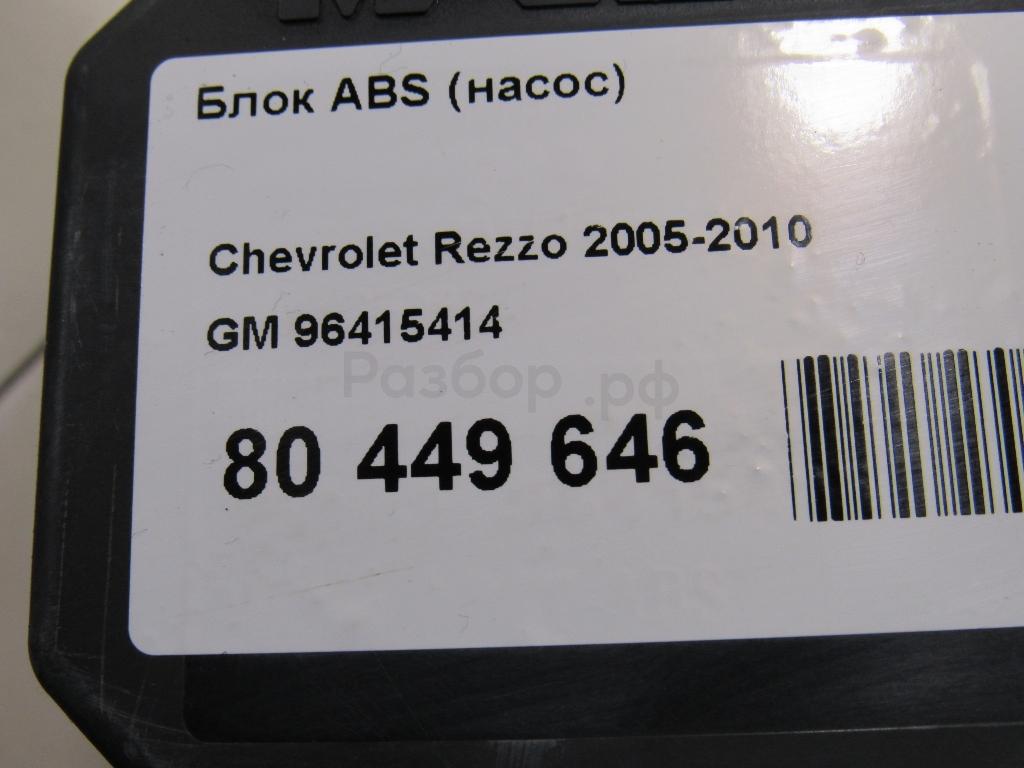 Блок ABS (насос)
Chevrolet Rezzo 2005-2010
GM 96415414
Разбор.рф
80 449 646